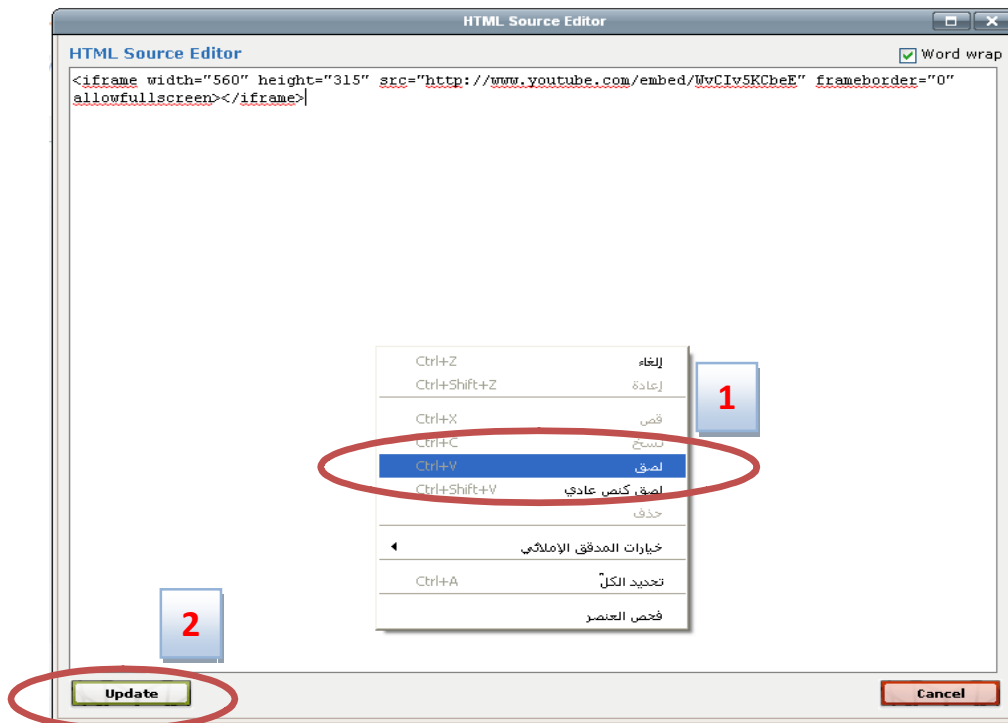 HTML Source Editor
HTML Source Editor
Word wrap
<iframe width="560" height="315" src="http://www.youtube.com/embed/WvCIv5KCbeE" frameborder="0"
allowfullscreen></iframe>
إلغاء Ctrl+Z
إعادة Ctrl+Shift+Z
1
قص Ctrl+X
نسخ Ctrl+C
لصق Ctrl+V
لصق كنص عادي Ctrl+Shift+V
حذف
خيارات المدقق الإملائي
تحديد الكلّ Ctrl+A
فحص العنصر
2
Update
Cancel